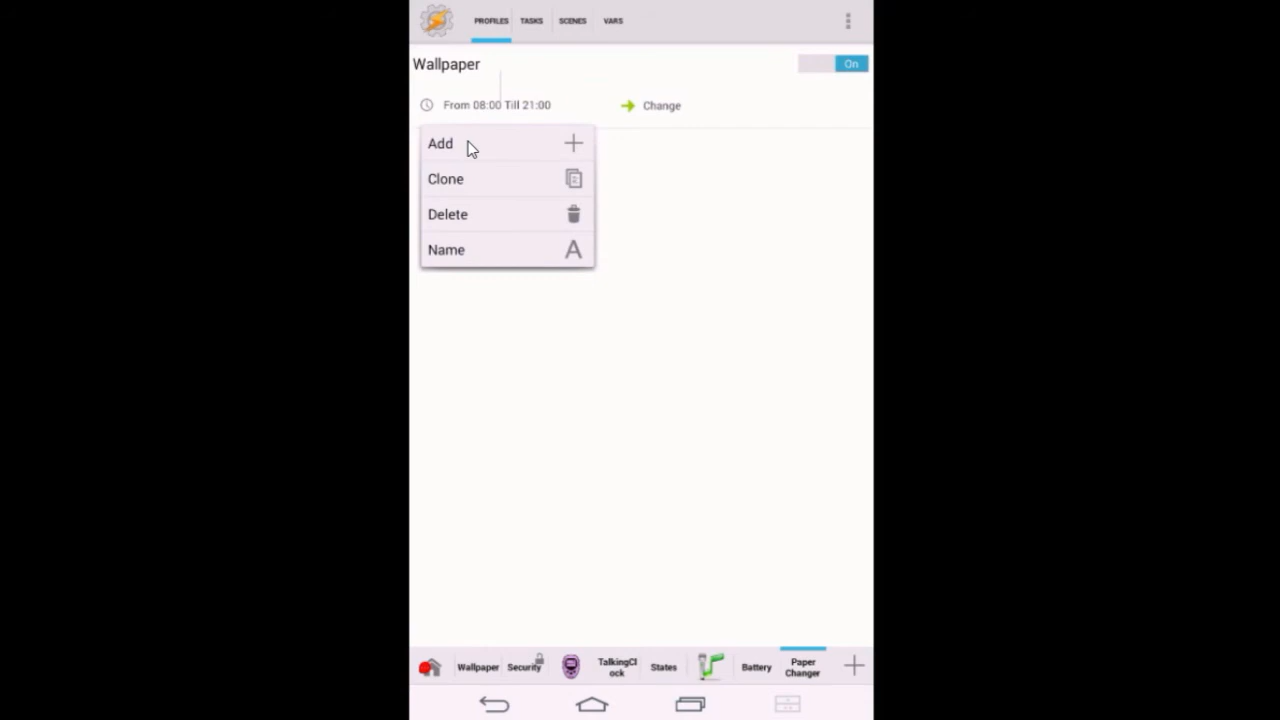 PROFILES TASKS SCENES VARS
Wallpaper On
From 08:00 Till 21:00 Change
Add
Clone
Delete
Name A
Wallpaper Security TalkingCl
ock States Battery Paper
Changer